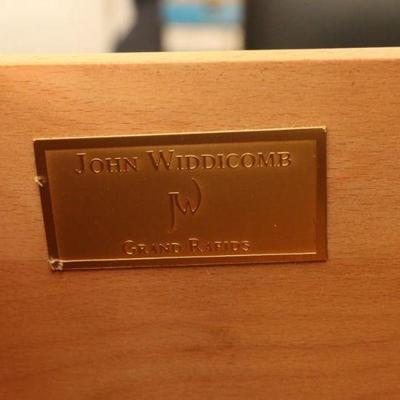 John Widdicomb
JW
Grand Rapids